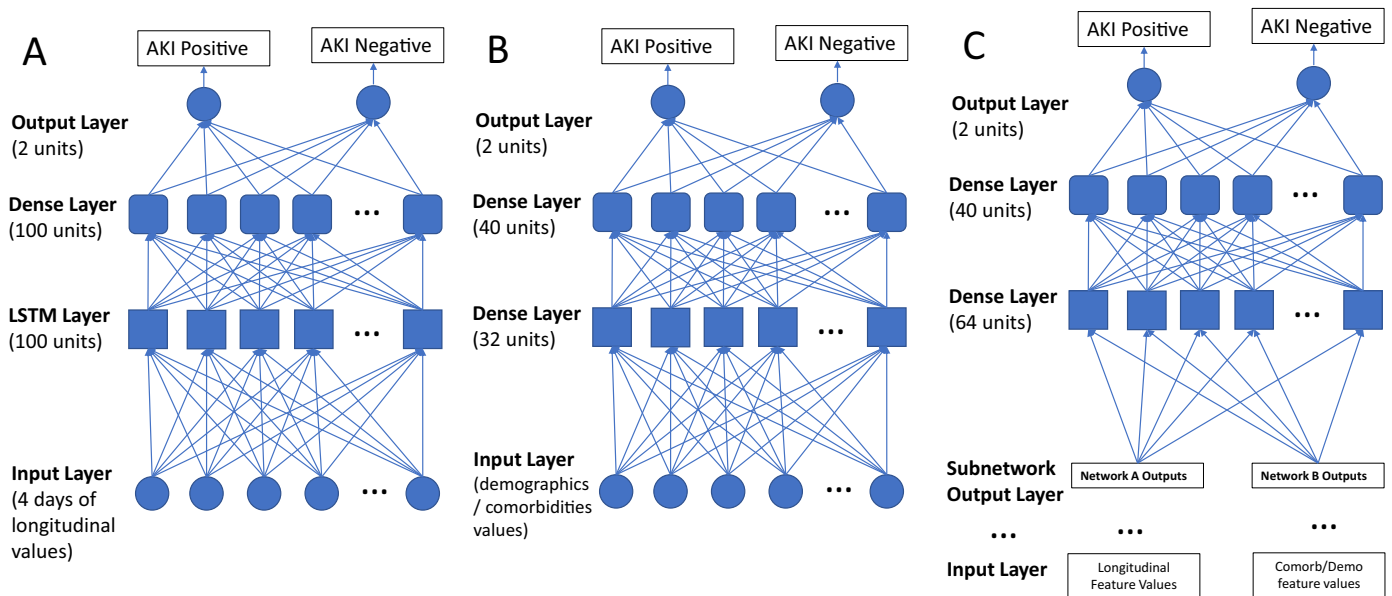 A
AKI Positive
AKI Negative
Output Layer
(2 units)
Dense Layer
(100 units)
...
LSTM Layer
(100 units)
...
Input Layer
(4 days of
longitudinal
values)
...
B
AKI Positive
AKI Negative
Output Layer
(2 units)
Dense Layer
(40 units)
...
Dense Layer
(32 units)
...
Input Layer
(demographics
/ comorbidities
values)
...
C
AKI Positive
AKI Negative
Output Layer
(2 units)
Dense Layer
(40 units)
...
Dense Layer
(64 units)
...
Subnetwork
Output Layer
Network A Outputs
Network B Outputs
... ... ...
Input Layer
Longitudinal
Feature Values
Comorb/Demo
feature values